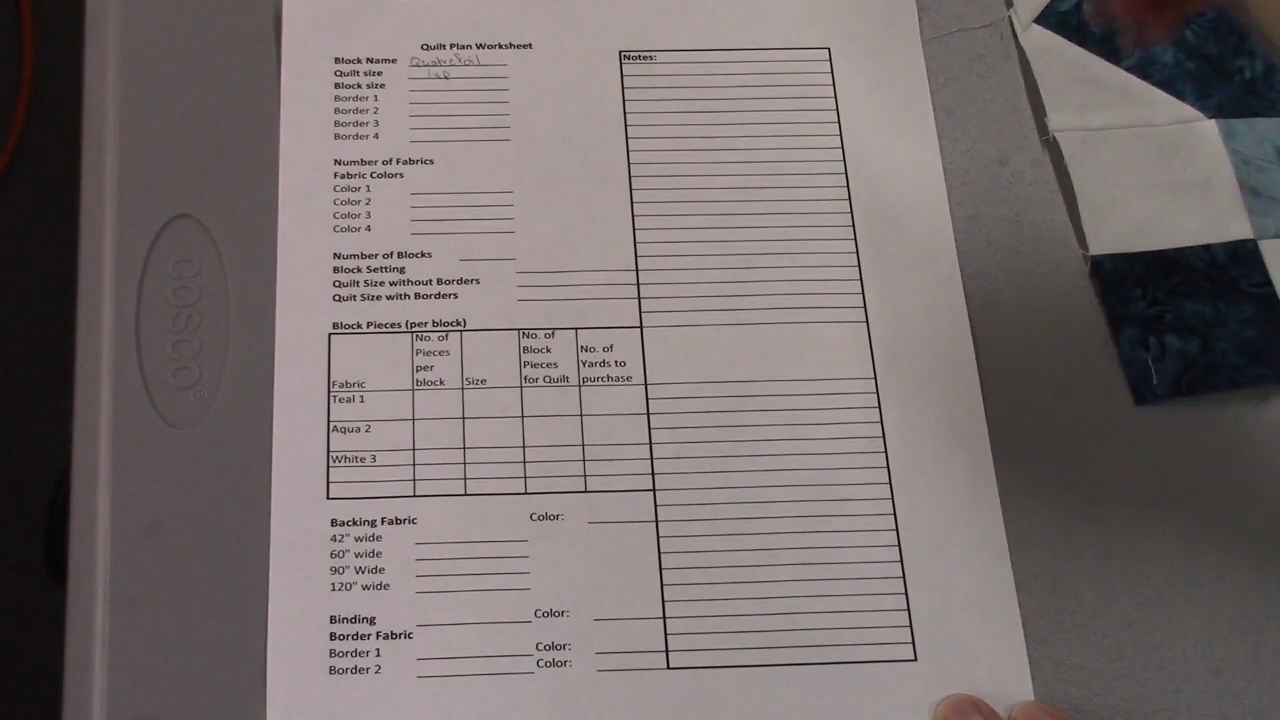 Quilt Plan Worksheet
Block Name Quatrefoil
Quilt size lap
Block size
Border 1
Border 2
Border 3
Border 4
Number of Fabrics
Fabric Colors
Color 1
Color 2
Color 3
Color 4
Number of Blocks
Block Setting
Quilt Size without Borders
Quit Size with Borders
Notes:
Block Pieces (per block)
Fabric
No. of
Pieces
per
block
Size
No. of
Block
Pieces
for Quilt
No. of
Yards to
purchase
Teal 1
Aqua 2
White 3
Backing Fabric Color:
42" wide
60" wide
90" Wide
120" wide
Binding Color:
Border Fabric
Border 1 Color:
Border 2 Color:
COSCO®